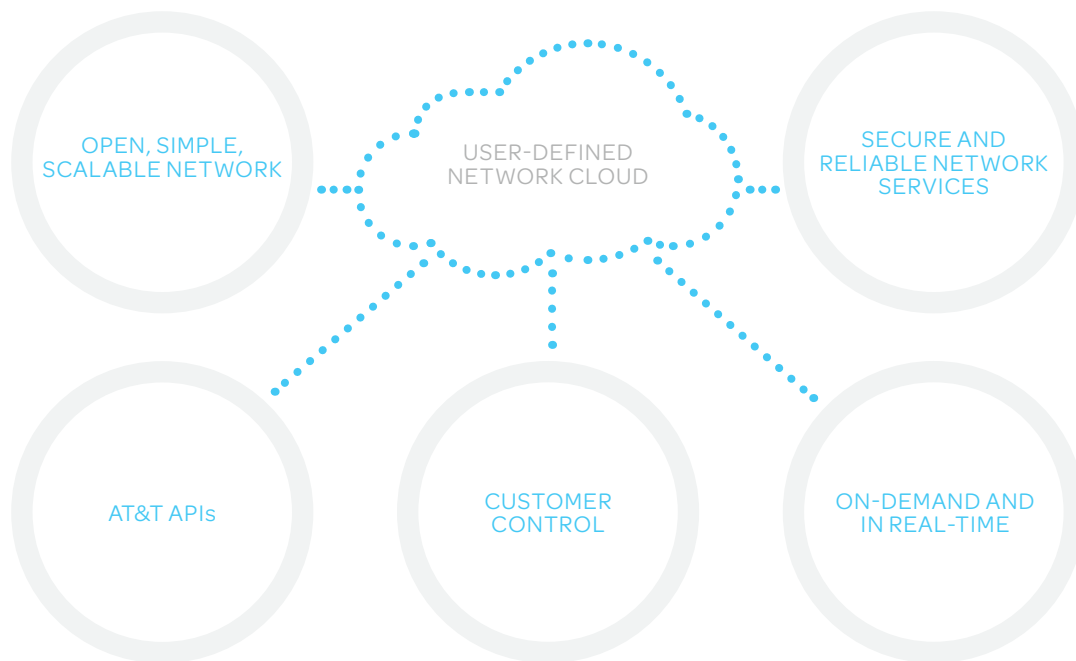 OPEN, SIMPLE,
SCALABLE NETWORK
USER-DEFINED
NETWORK CLOUD
SECURE AND
RELIABLE NETWORK
SERVICES
AT&T APIs
CUSTOMER
CONTROL
ON-DEMAND AND
IN REAL-TIME